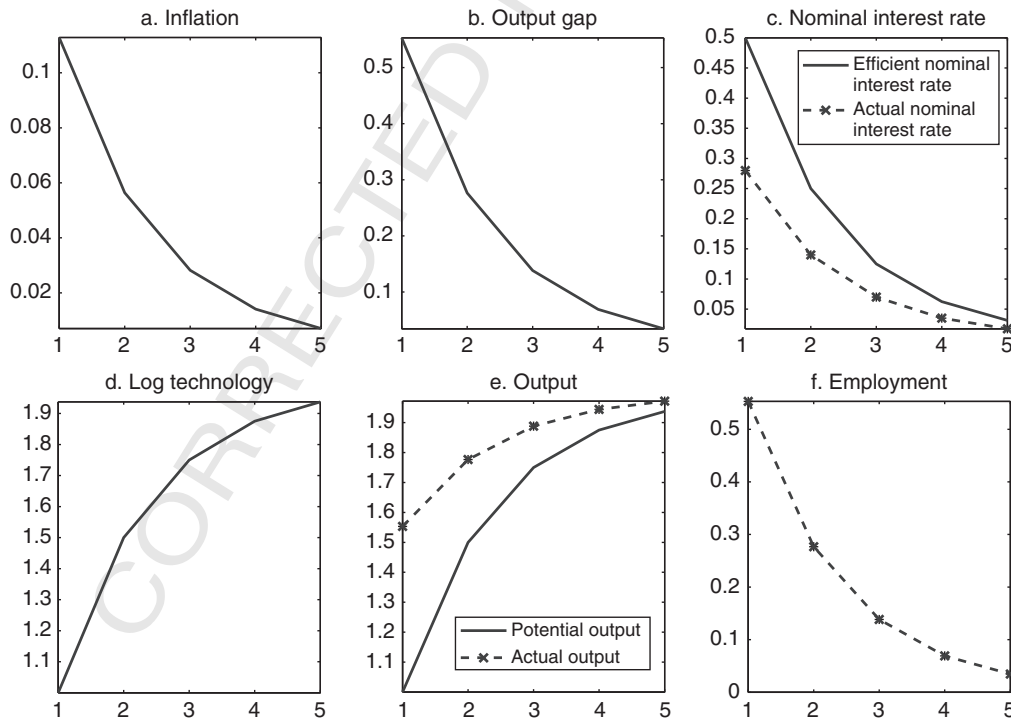 a. Inflation
0.1
0.08
0.06
0.04
0.02
1 2 3 4 5
b. Output gap
0.5
0.4
0.3
0.2
0.1
1 2 3 4 5
c. Nominal interest rate
0.5
0.45
0.4
0.35
0.3
0.25
0.2
0.15
0.1
0.05
Efficient nominal
interest rate
Actual nominal
interest rate
1 2 3 4 5
d. Log technology
1.9
1.8
1.7
1.6
1.5
1.4
1.3
1.2
1.1
1 2 3 4 5
e. Output
1.9
1.8
1.7
1.6
1.5
1.4
1.3
1.2
1.1
Potential output
Actual output
1 2 3 4 5
f. Employment
0.5
0.4
0.3
0.2
0.1
0
1 2 3 4 5
CORRECTED